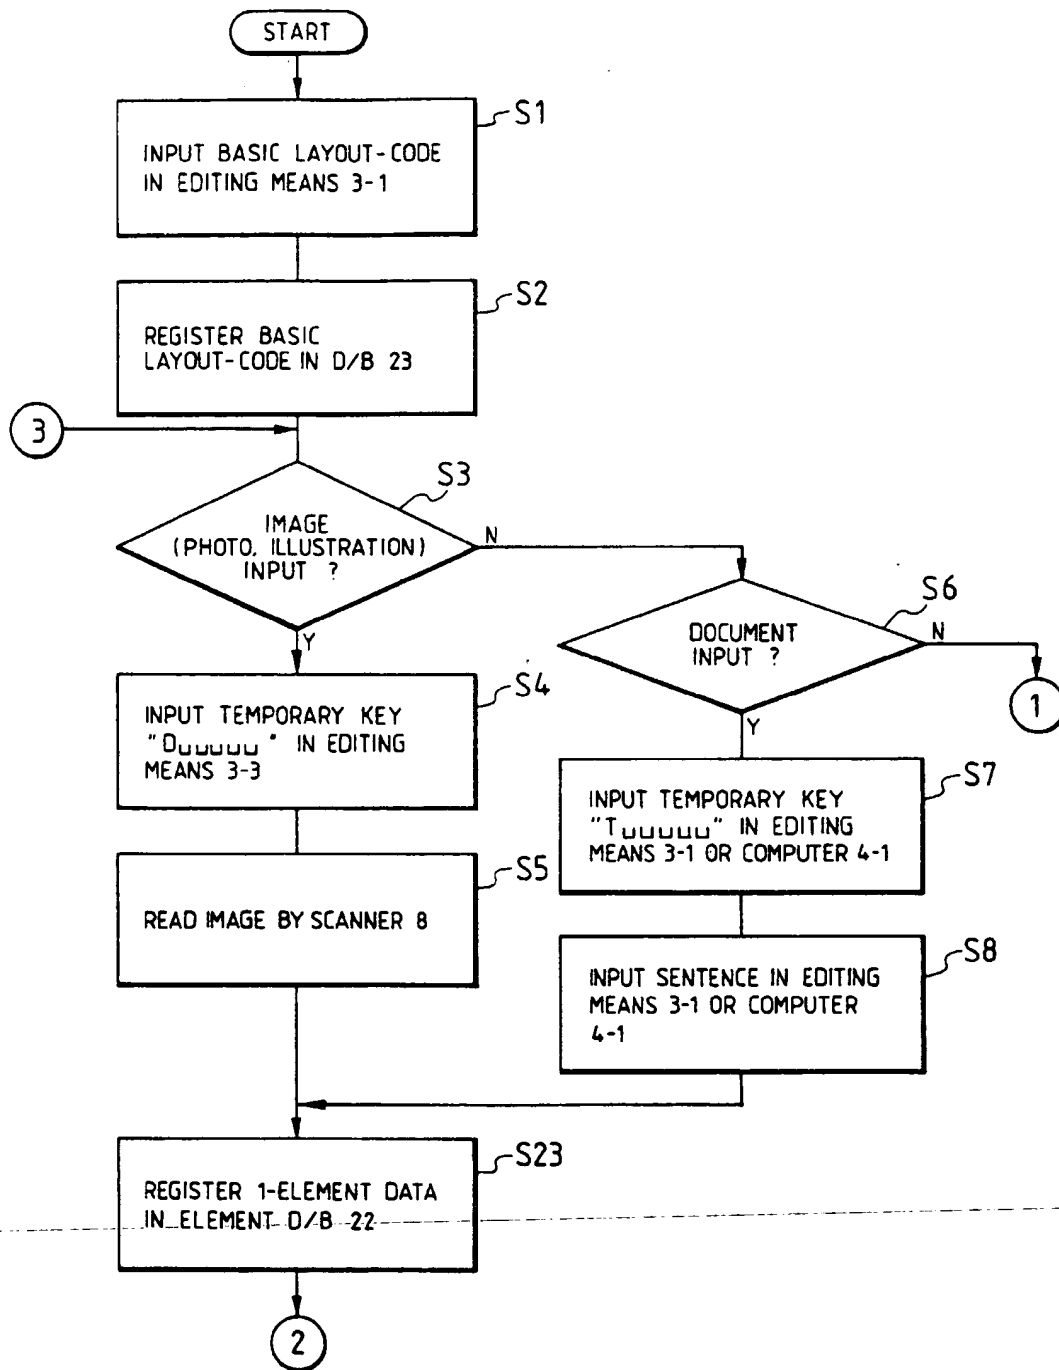 START
S1
INPUT BASIC LAYOUT-CODE
IN EDITING MEANS 3-1
S2
REGISTER BASIC
LAYOUT-CODE IN D/B 23
3
S3
IMAGE
(PHOTO, ILLUSTRATION)
INPUT ?
N
Y
S6
DOCUMENT
INPUT ?
N
1
Y
S4
INPUT TEMPORARY KEY
"D␣␣␣␣␣" IN EDITING
MEANS 3-3
S7
INPUT TEMPORARY KEY
"T␣␣␣␣␣" IN EDITING
MEANS 3-1 OR COMPUTER 4-1
S5
READ IMAGE BY SCANNER 8
S8
INPUT SENTENCE IN EDITING
MEANS 3-1 OR COMPUTER
4-1
S23
REGISTER 1-ELEMENT DATA
IN ELEMENT D/B 22
2